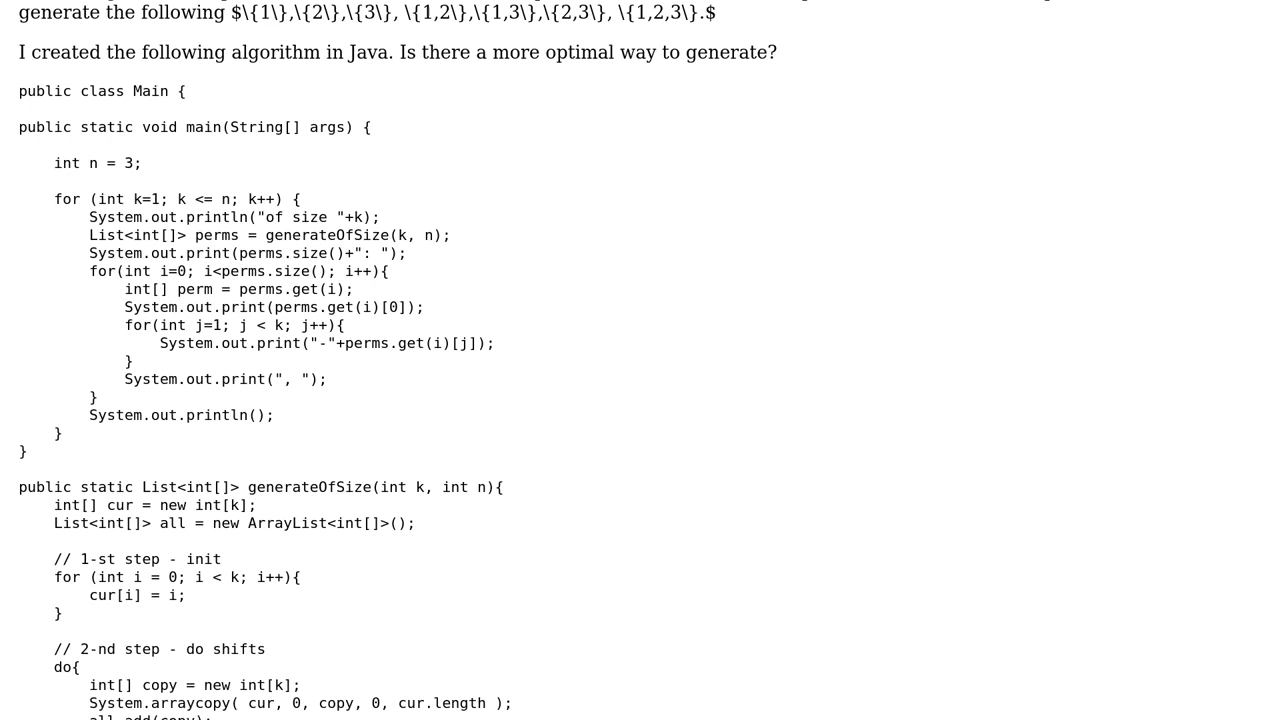 generate the following $\{1\},\{2\},\{3\}, \{1,2\},\{1,3\},\{2,3\}, \{1,2,3\}.$
I created the following algorithm in Java. Is there a more optimal way to generate?
public class Main {
public static void main(String[] args) {
    int n = 3;
    for (int k=1; k <= n; k++) {
        System.out.println("of size "+k);
        List<int[]> perms = generateOfSize(k, n);
        System.out.print(perms.size()+": ");
        for(int i=0; i<perms.size(); i++){
            int[] perm = perms.get(i);
            System.out.print(perms.get(i)[0]);
            for(int j=1; j < k; j++){
                System.out.print("-"+perms.get(i)[j]);
            }
            System.out.print(", ");
        }
        System.out.println();
    }
}
public static List<int[]> generateOfSize(int k, int n){
    int[] cur = new int[k];
    List<int[]> all = new ArrayList<int[]>();
    // 1-st step - init
    for (int i = 0; i < k; i++){
        cur[i] = i;
    }
    // 2-nd step - do shifts
    do{
        int[] copy = new int[k];
        System.arraycopy( cur, 0, copy, 0, cur.length );
        all.add(copy);